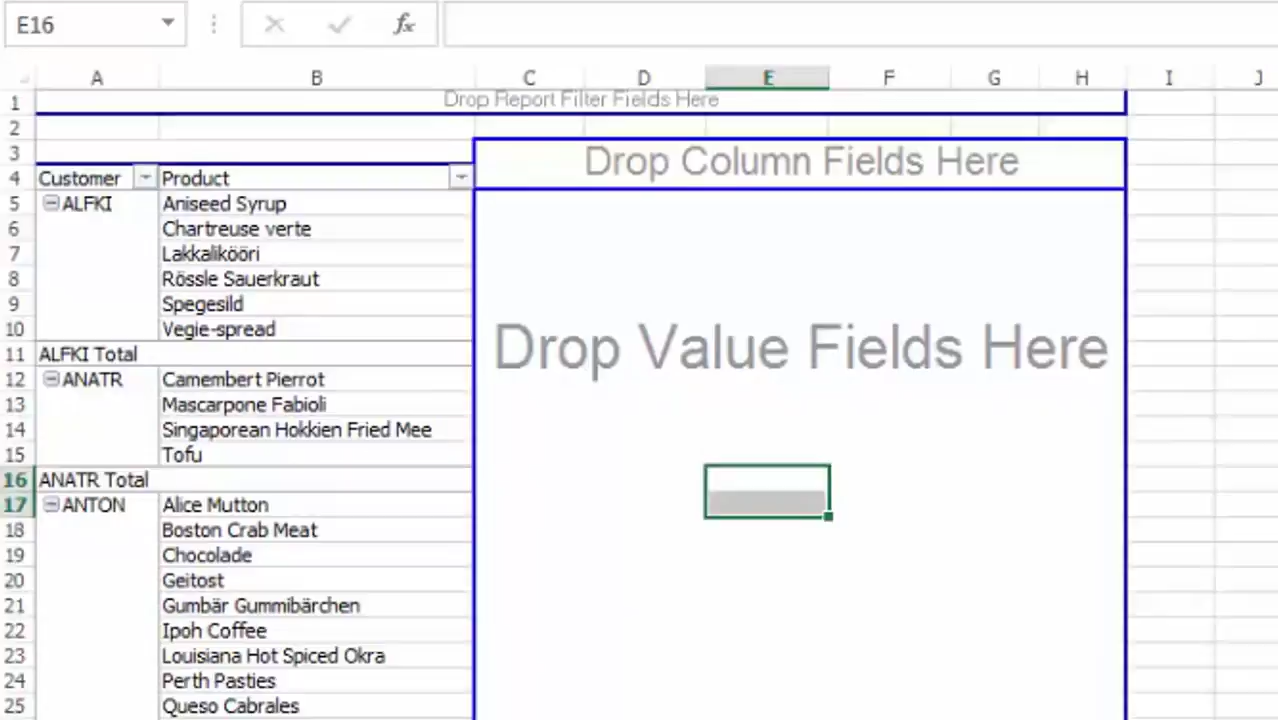 E16 fx
A B C D E F G H I J
1 Drop Report Filter Fields Here
2
3 Drop Column Fields Here
4 Customer Product
5 ALFKI Aniseed Syrup
6 Chartreuse verte
7 Lakkalikööri
8 Rössle Sauerkraut
9 Spegesild
10 Vegie-spread
Drop Value Fields Here
11 ALFKI Total
12 ANATR Camembert Pierrot
13 Mascarpone Fabioli
14 Singaporean Hokkien Fried Mee
15 Tofu
16 ANATR Total
17 ANTON Alice Mutton
18 Boston Crab Meat
19 Chocolade
20 Geitost
21 Gumbär Gummibärchen
22 Ipoh Coffee
23 Louisiana Hot Spiced Okra
24 Perth Pasties
25 Queso Cabrales